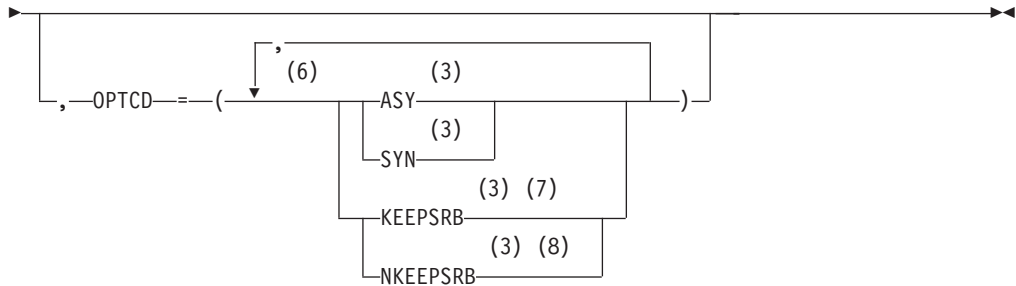 ,
(6) (3)
, OPTCD = ( ASY )
(3)
SYN
(3) (7)
KEEPSRB
(3) (8)
NKEEPSRB